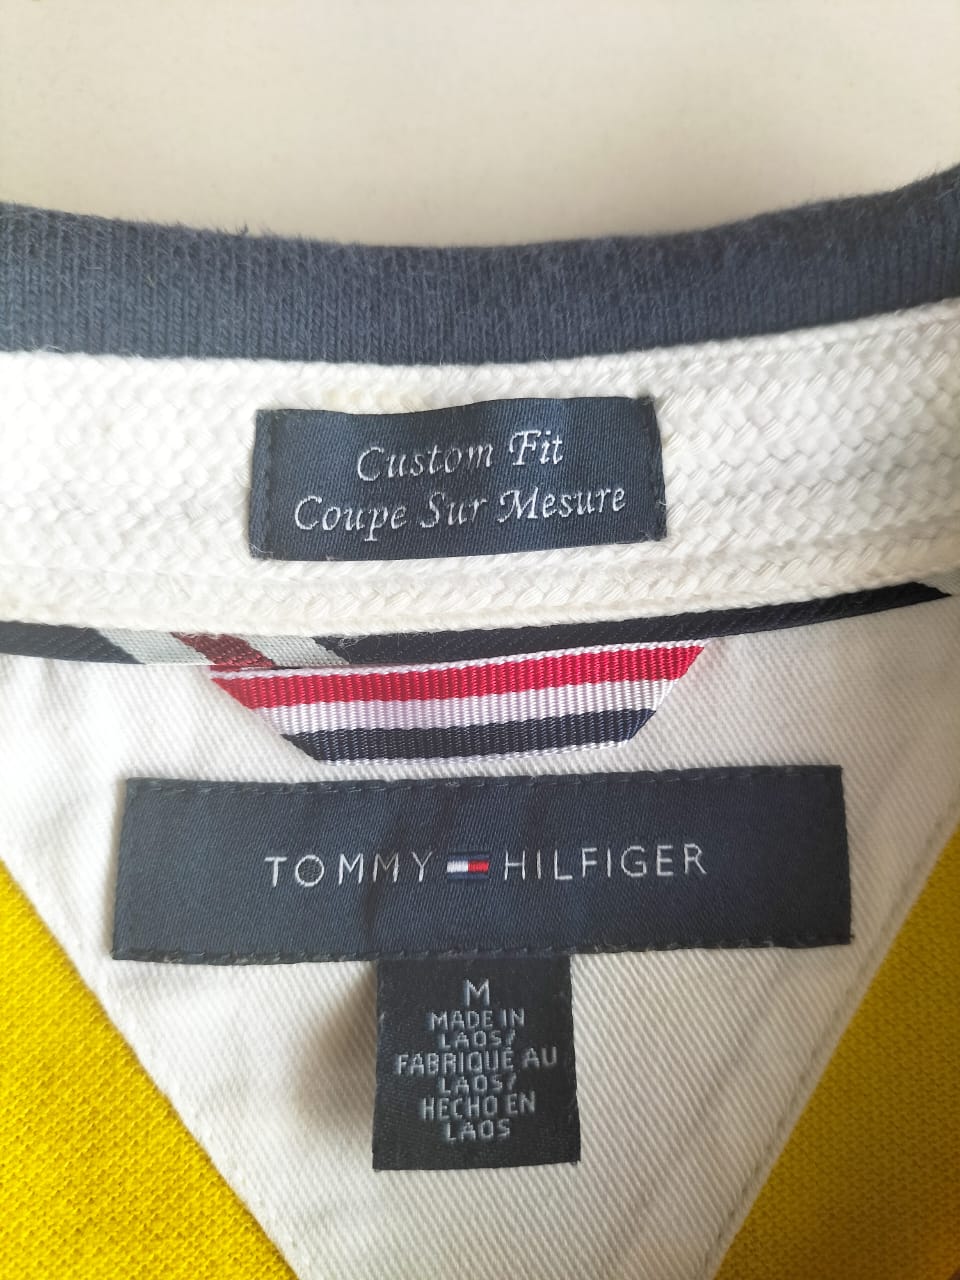 Custom Fit
Coupe Sur Mesure
TOMMY HILFIGER
M
MADE IN
LAOS/
FABRIQUÉ AU
LAOS/
HECHO EN
LAOS